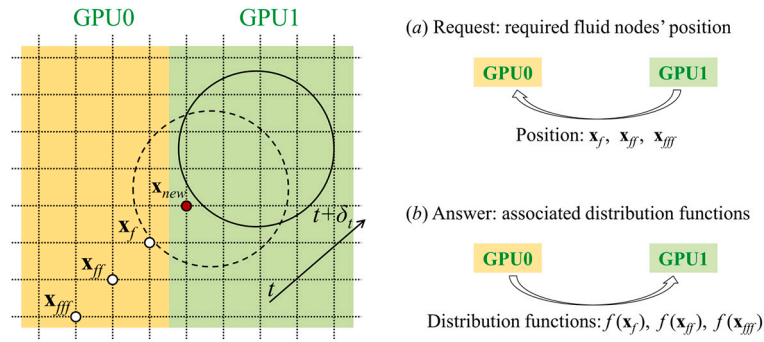 GPU0 GPU1
x_new
t+δ_t
x_f
x_ff
t
x_fff
(a) Request: required fluid nodes’ position
GPU0 GPU1
Position: x_f, x_ff, x_fff
(b) Answer: associated distribution functions
GPU0 GPU1
Distribution functions: f(x_f), f(x_ff), f(x_fff)